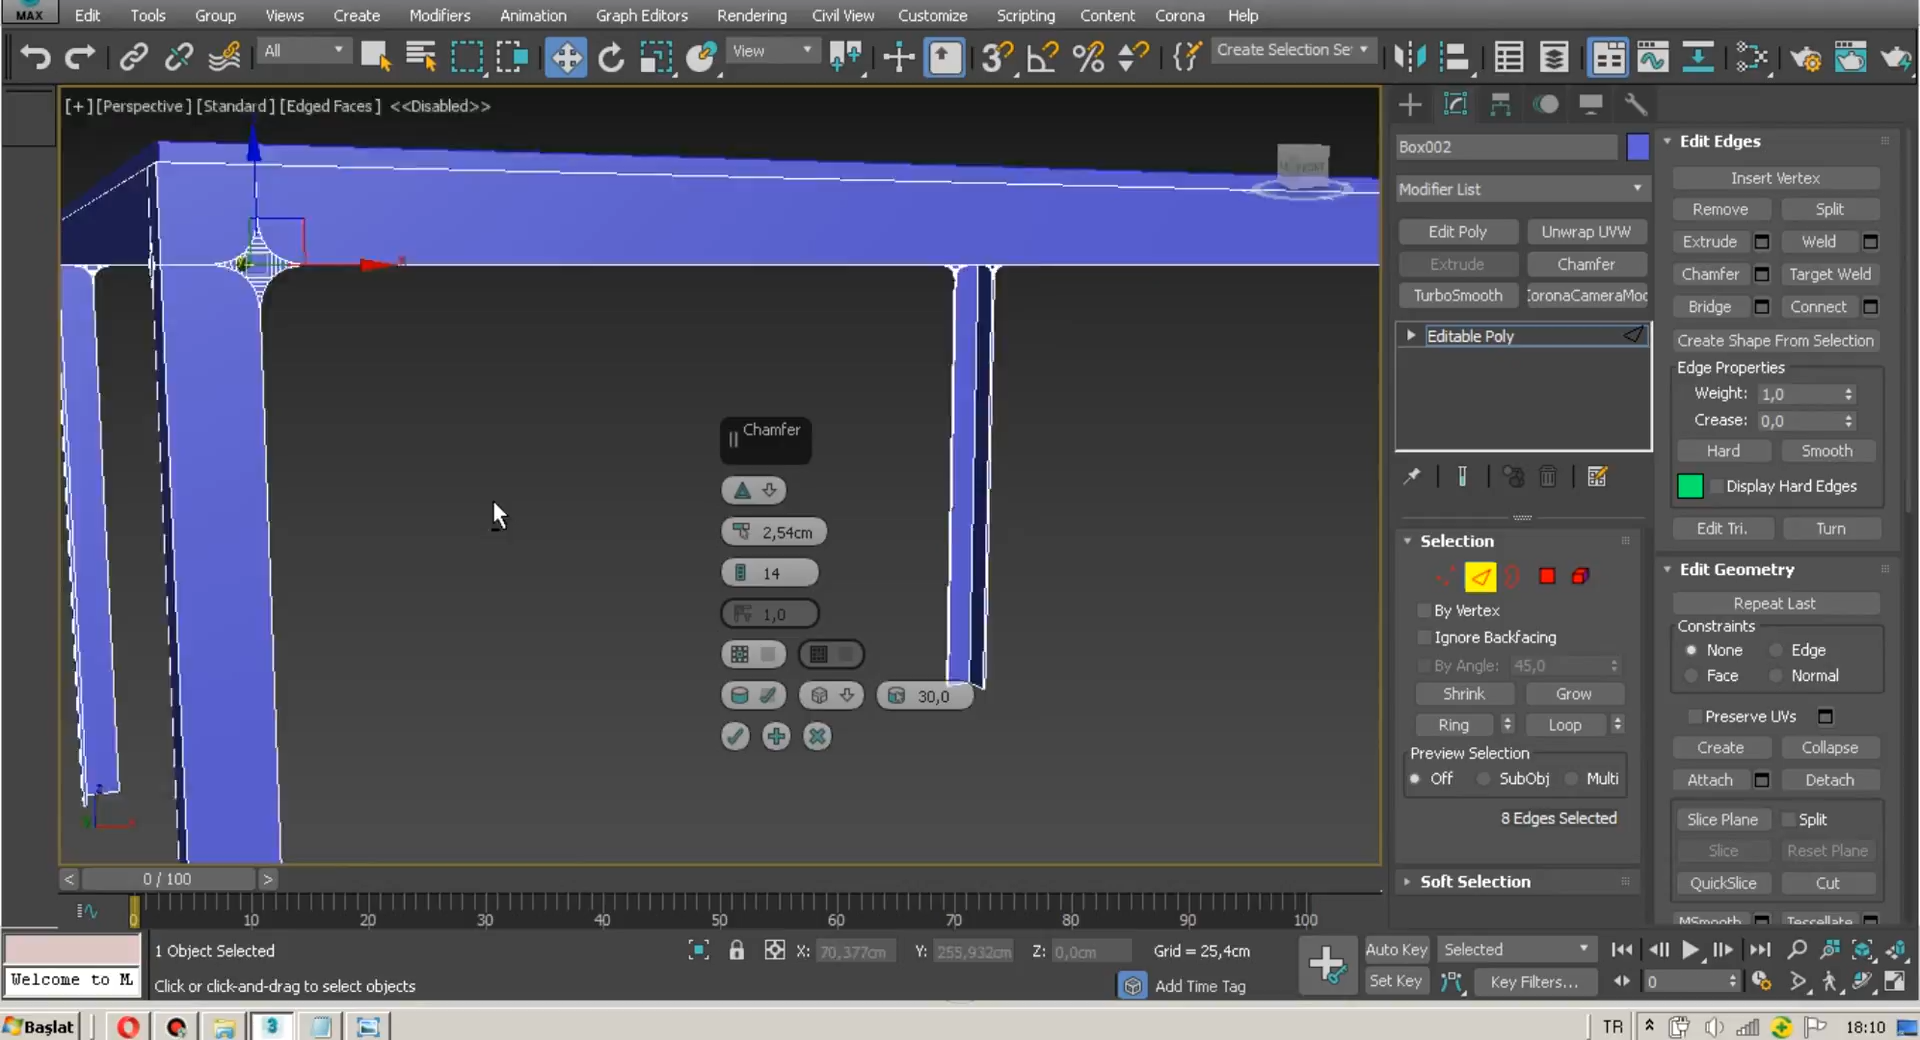 MAX Edit Tools Group Views Create Modifiers Animation Graph Editors Rendering Civil View Customize Scripting Content Corona Help
All View Create Selection Se
[+] [Perspective] [Standard] [Edged Faces] <<Disabled>>
Box002
Modifier List
Edit Poly Unwrap UVW
Extrude Chamfer
TurboSmooth CoronaCameraMod
Editable Poly
Selection
By Vertex
Ignore Backfacing
By Angle: 45,0
Shrink Grow
Ring Loop
Preview Selection
Off SubObj Multi
8 Edges Selected
Soft Selection
Edit Edges
Insert Vertex
Remove Split
Extrude Weld
Chamfer Target Weld
Bridge Connect
Create Shape From Selection
Edge Properties
Weight: 1,0
Crease: 0,0
Hard Smooth
Display Hard Edges
Edit Tri. Turn
Edit Geometry
Repeat Last
Constraints
None Edge
Face Normal
Preserve UVs
Create Collapse
Attach Detach
Slice Plane Split
Slice Reset Plane
QuickSlice Cut
MSmooth Tessellate
Chamfer
2,54cm
14
1,0
30,0
< 0 / 100 >
0 10 20 30 40 50 60 70 80 90 100
1 Object Selected X: 70,377cm Y: 255,932cm Z: 0,0cm Grid = 25,4cm Auto Key Selected
Welcome to M. Click or click-and-drag to select objects Add Time Tag Set Key Key Filters... 0
Başlat 3 TR 18:10